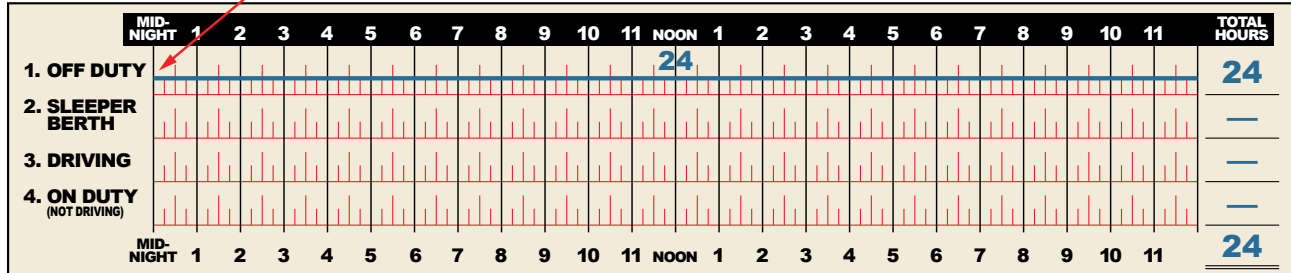 MID-NIGHT 1 2 3 4 5 6 7 8 9 10 11 NOON 1 2 3 4 5 6 7 8 9 10 11 TOTAL HOURS
24
1. OFF DUTY 24
2. SLEEPER BERTH —
3. DRIVING —
4. ON DUTY —
(NOT DRIVING)
MID-NIGHT 1 2 3 4 5 6 7 8 9 10 11 NOON 1 2 3 4 5 6 7 8 9 10 11 24